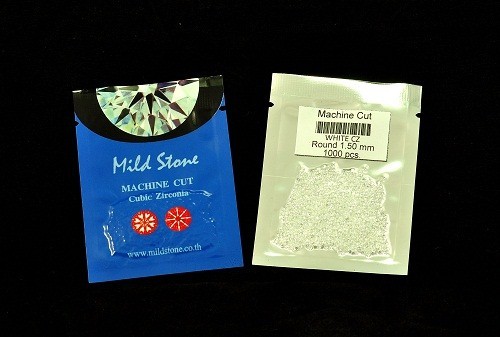 Mild Stone
MACHINE CUT
Cubic Zirconia
www.mildstone.co.th
Machine Cut
WHITE CZ
Round 1.50 mm
1000 pcs.